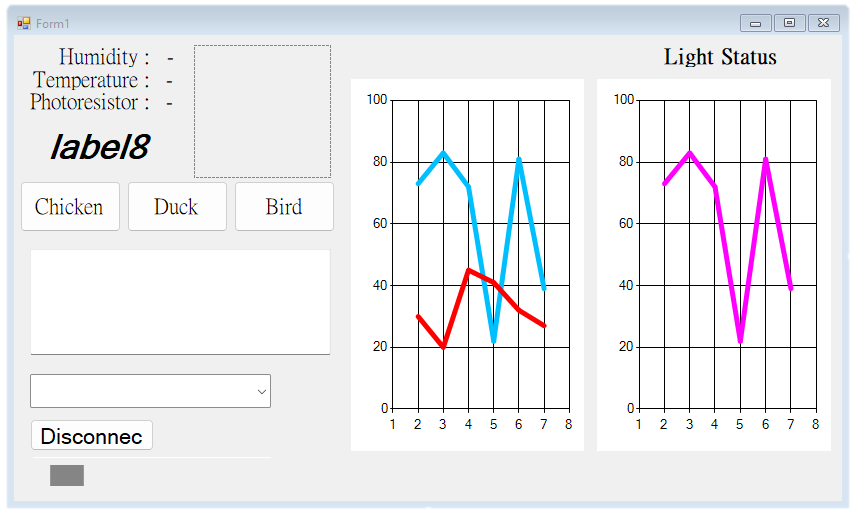 Form1
Humidity : -
Temperature : -
Photoresistor : -
label8
Chicken Duck Bird
Disconnec
100
80
60
40
20
0
1 2 3 4 5 6 7 8
Light Status
100
80
60
40
20
0
1 2 3 4 5 6 7 8